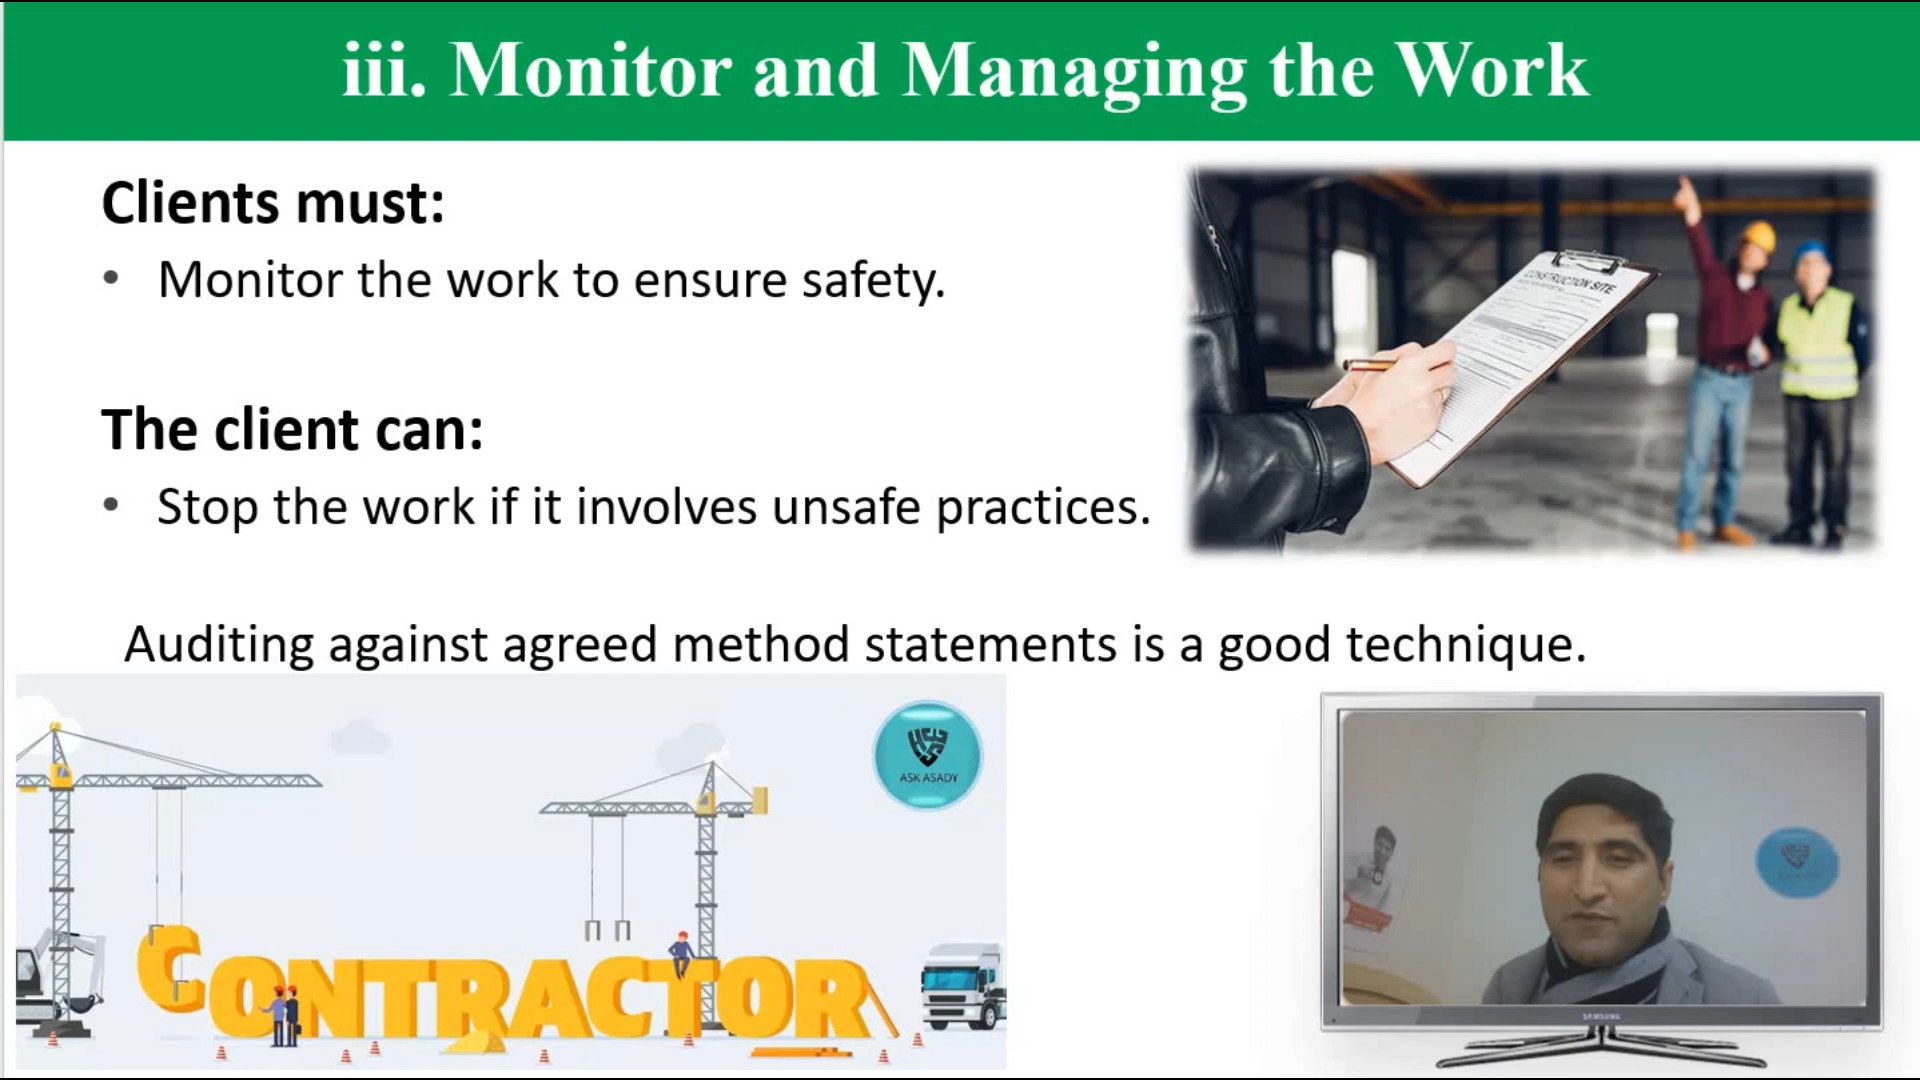 iii. Monitor and Managing the Work
Clients must:
• Monitor the work to ensure safety.
The client can:
• Stop the work if it involves unsafe practices.
Auditing against agreed method statements is a good technique.
CONSTRUCTION SITE
ASK ASADY
CONTRACTOR
SAMSUNG